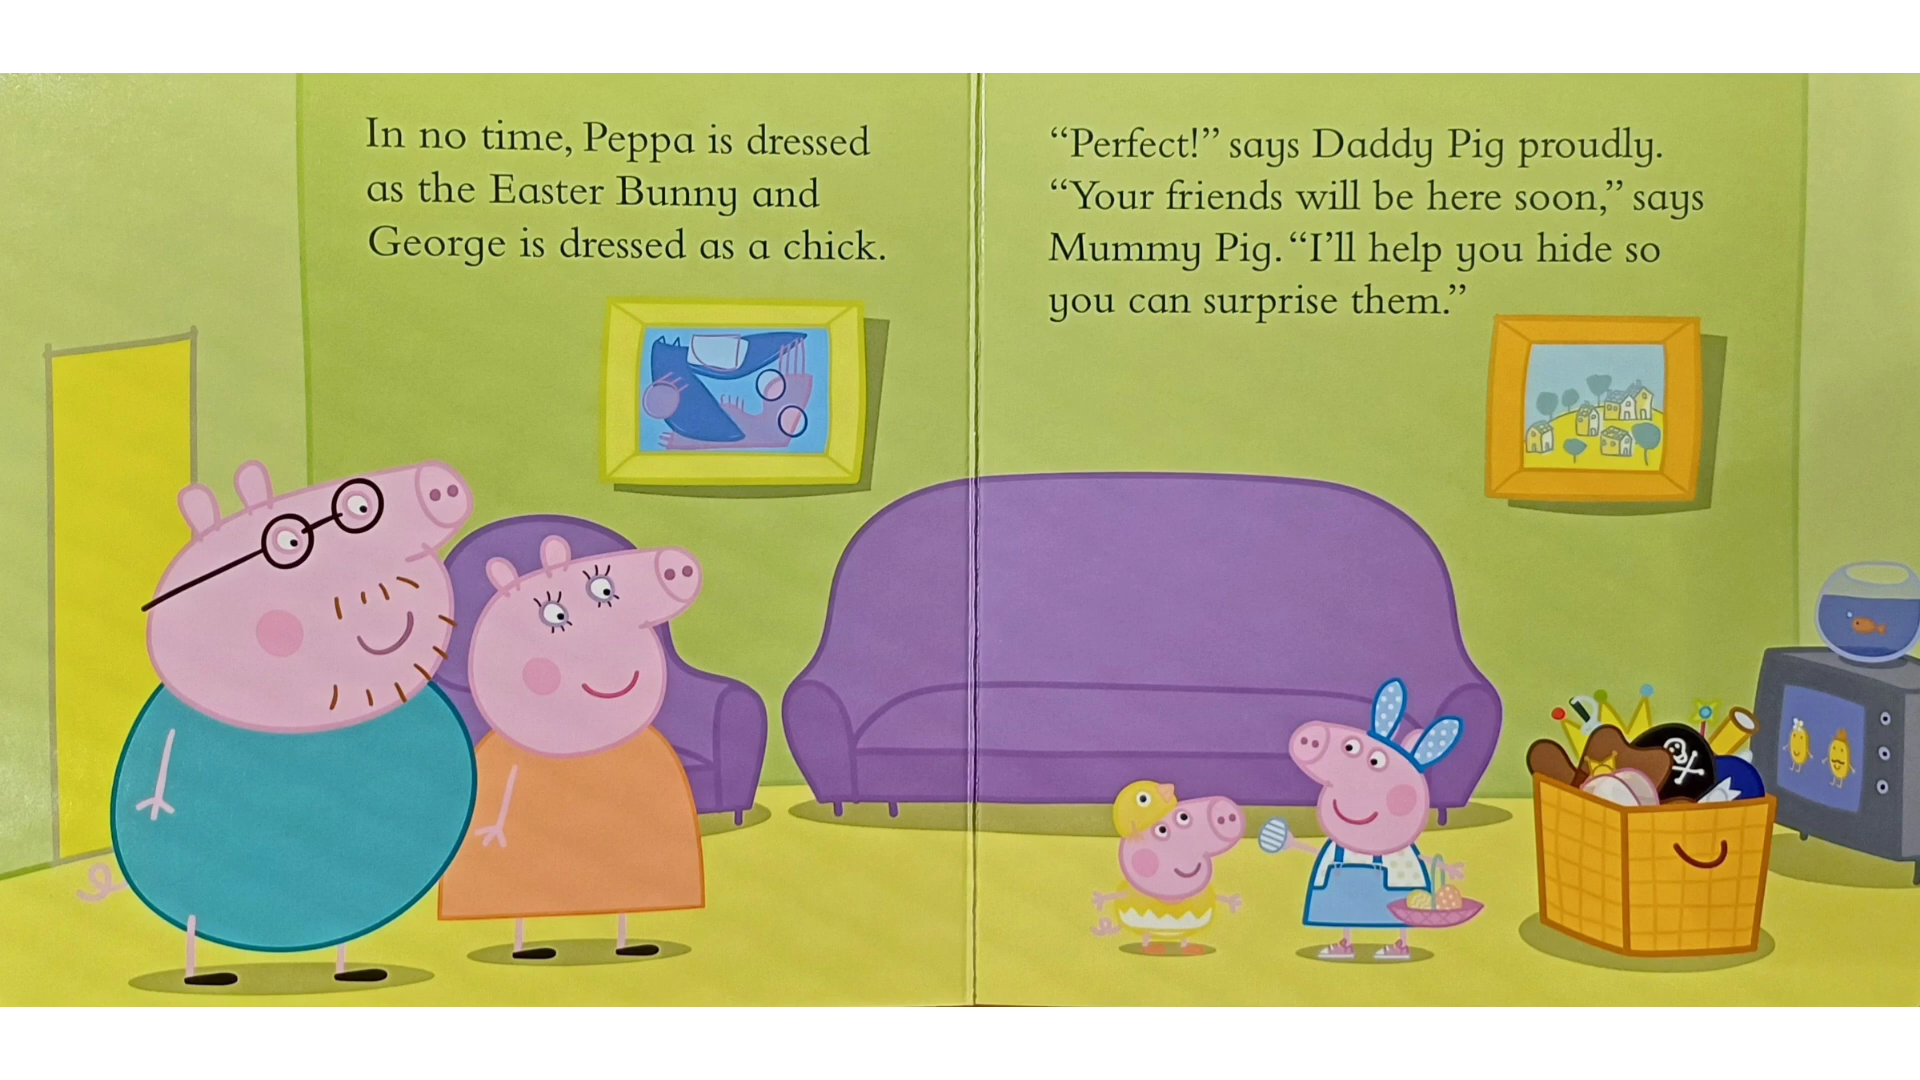 In no time, Peppa is dressed
as the Easter Bunny and
George is dressed as a chick.
“Perfect!” says Daddy Pig proudly.
“Your friends will be here soon,” says
Mummy Pig. “I’ll help you hide so
you can surprise them.”